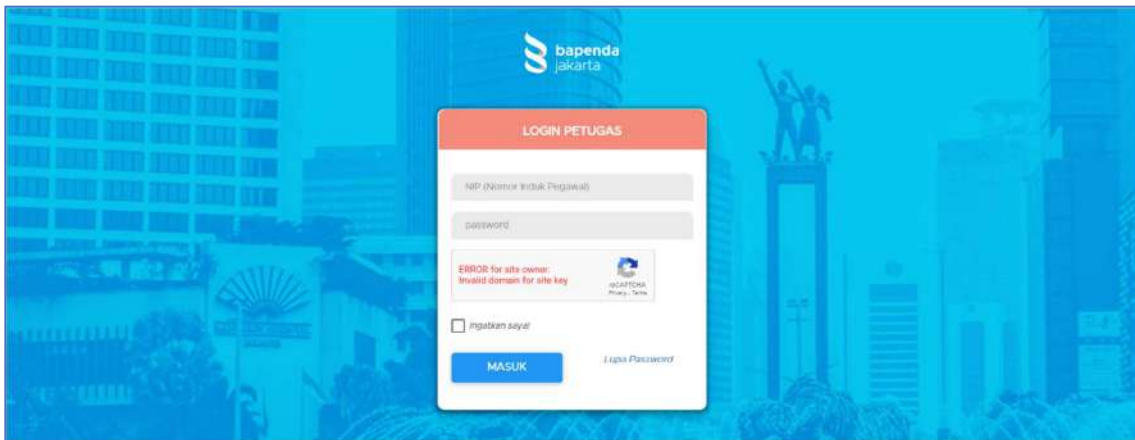 bapenda
jakarta
LOGIN PETUGAS
NIP (Nomor Induk Pegawai)
password
ERROR for site owner:
Invalid domain for site key
reCAPTCHA
Privacy - Terms
Ingatkan saya!
MASUK
Lupa Password